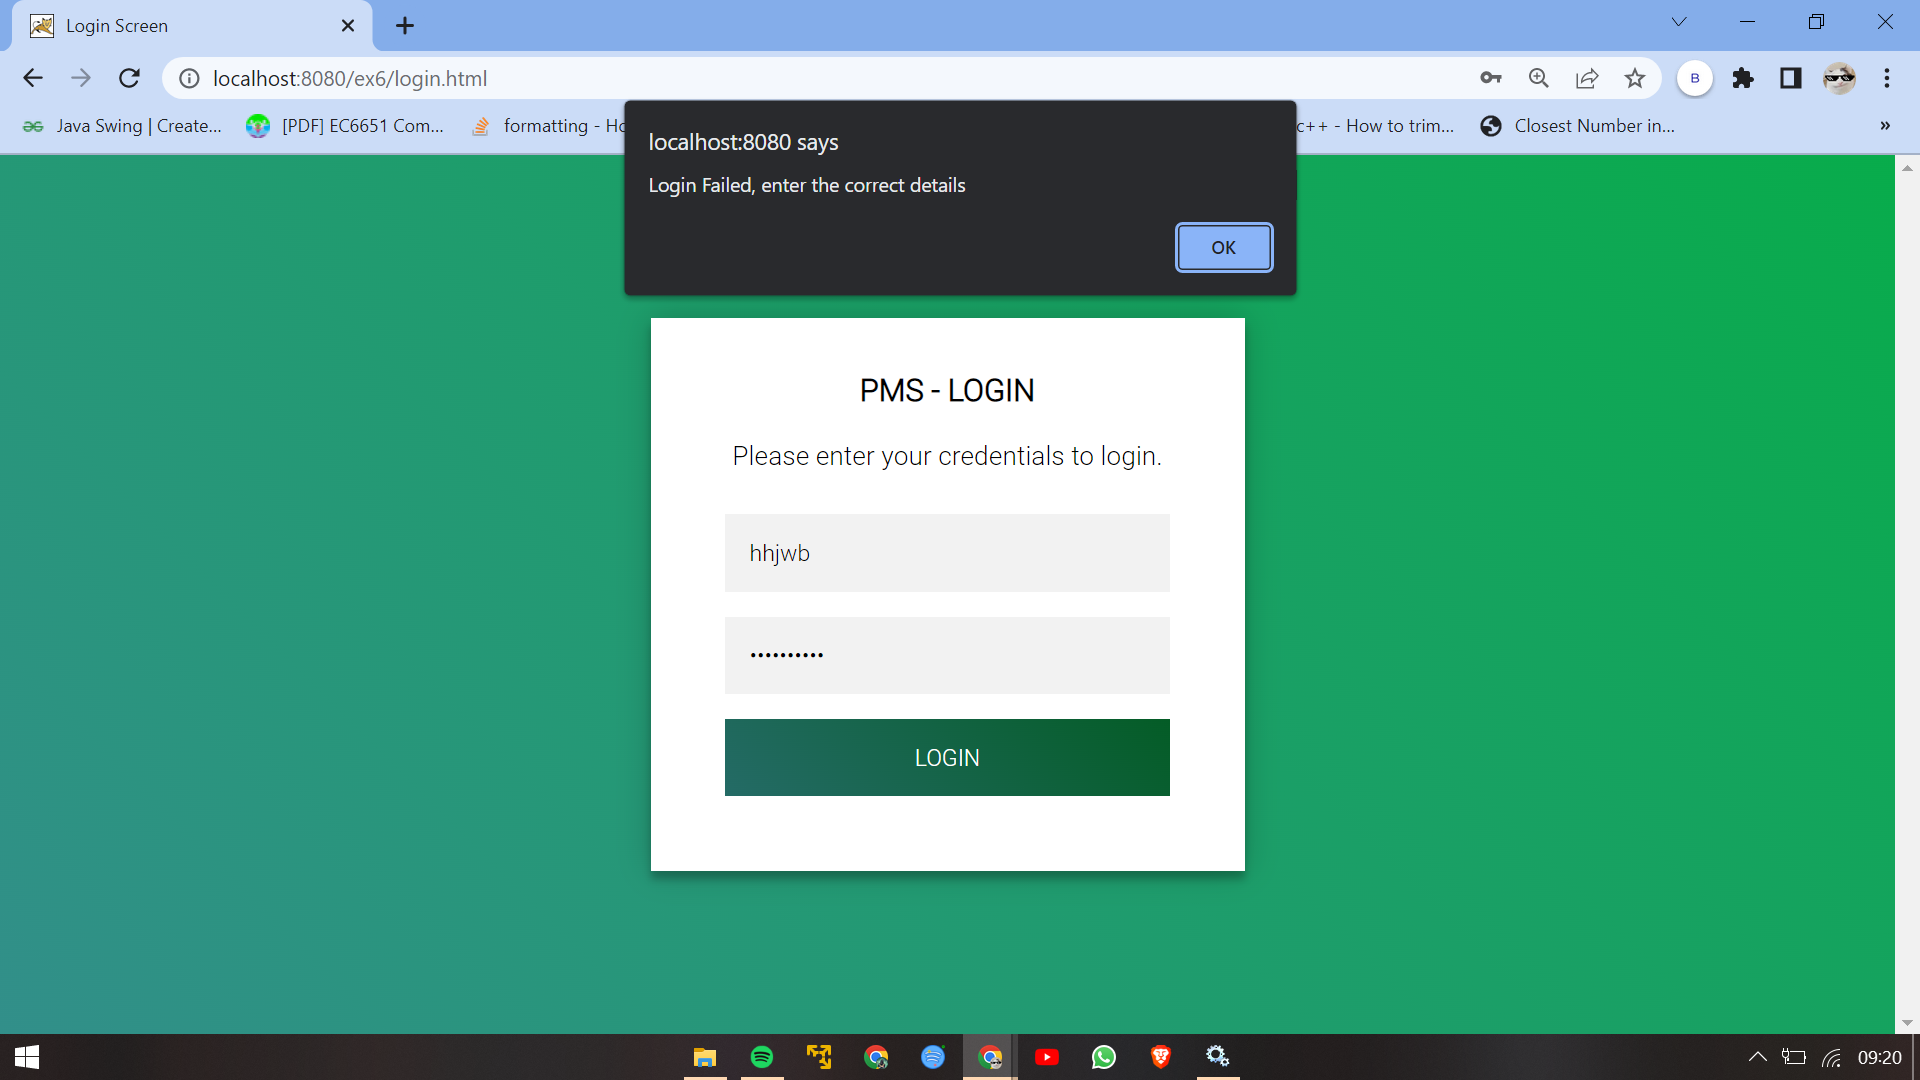 Login Screen
localhost:8080/ex6/login.html
B
Java Swing | Create...
[PDF] EC6651 Com...
formatting - Ho
c++ - How to trim...
Closest Number in...
»
localhost:8080 says
Login Failed, enter the correct details
OK
PMS - LOGIN
Please enter your credentials to login.
hhjwb
••••••••••
LOGIN
09:20